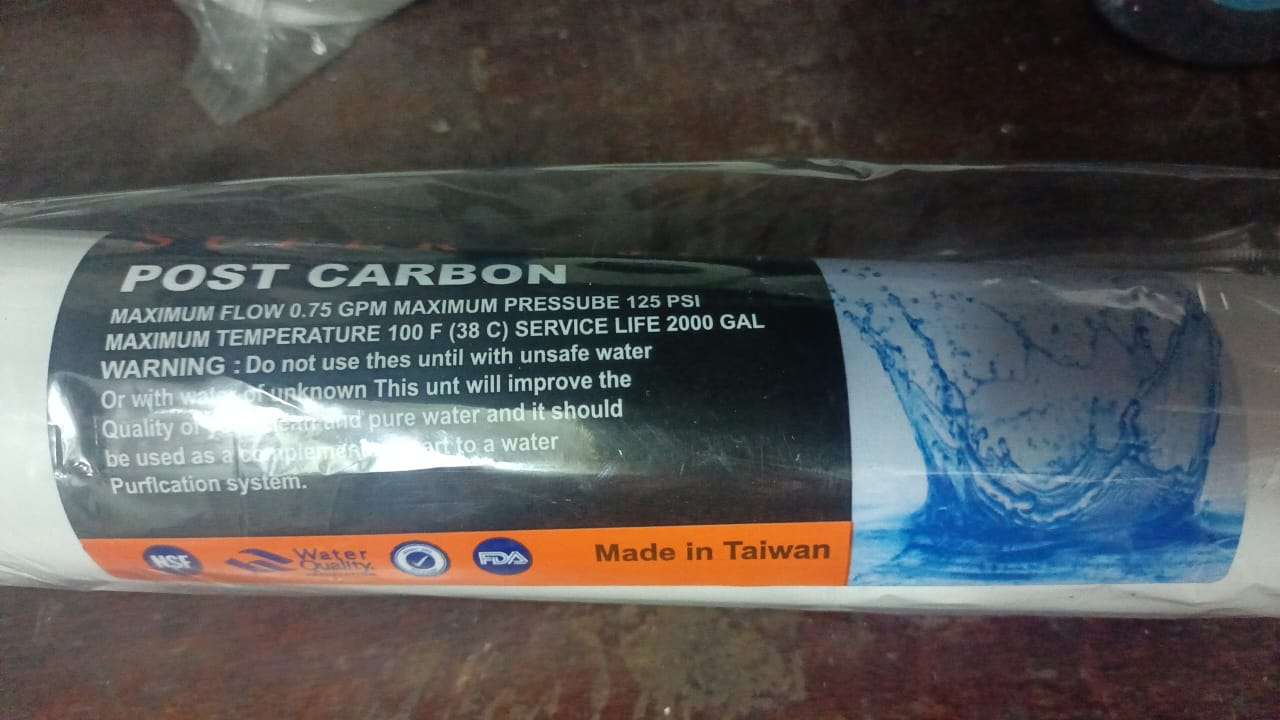 POST CARBON
MAXIMUM FLOW 0.75 GPM MAXIMUM PRESSUBE 125 PSI
MAXIMUM TEMPERATURE 100 F (38 C) SERVICE LIFE 2000 GAL
WARNING : Do not use thes until with unsafe water
Or with water of unknown This unt will improve the
Quality of and pure water and it should
be used as a to a water
Purflcation system.
NSF Water Quality. FDA Made in Taiwan